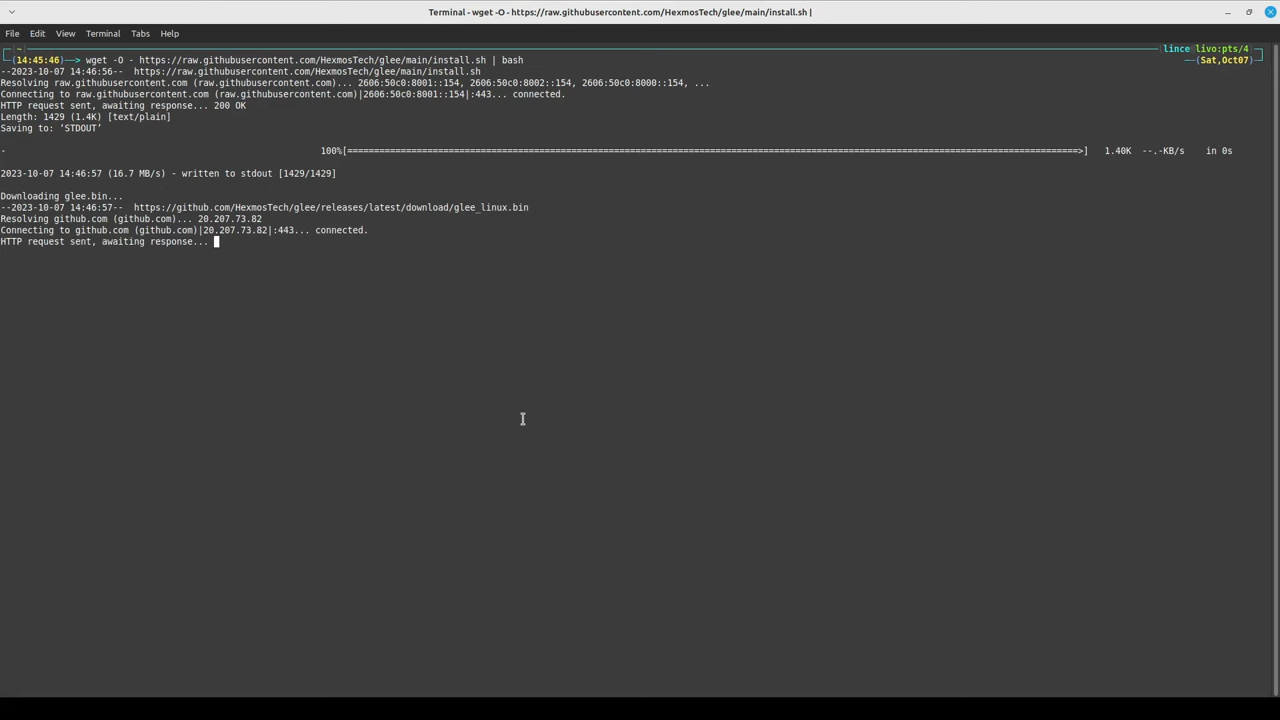 Terminal - wget -O - https://raw.githubusercontent.com/HexmosTech/glee/main/install.sh |
File Edit View Terminal Tabs Help
~ lince livo:pts/4
(14:45:46)—> wget -O - https://raw.githubusercontent.com/HexmosTech/glee/main/install.sh | bash —(Sat,Oct07)
--2023-10-07 14:46:56-- https://raw.githubusercontent.com/HexmosTech/glee/main/install.sh
Resolving raw.githubusercontent.com (raw.githubusercontent.com)... 2606:50c0:8001::154, 2606:50c0:8002::154, 2606:50c0:8000::154, ...
Connecting to raw.githubusercontent.com (raw.githubusercontent.com)|2606:50c0:8001::154|:443... connected.
HTTP request sent, awaiting response... 200 OK
Length: 1429 (1.4K) [text/plain]
Saving to: ‘STDOUT’
- 100%[==========================================================================================================================================>] 1.40K --.-KB/s in 0s
2023-10-07 14:46:57 (16.7 MB/s) - written to stdout [1429/1429]
Downloading glee.bin...
--2023-10-07 14:46:57-- https://github.com/HexmosTech/glee/releases/latest/download/glee_linux.bin
Resolving github.com (github.com)... 20.207.73.82
Connecting to github.com (github.com)|20.207.73.82|:443... connected.
HTTP request sent, awaiting response...